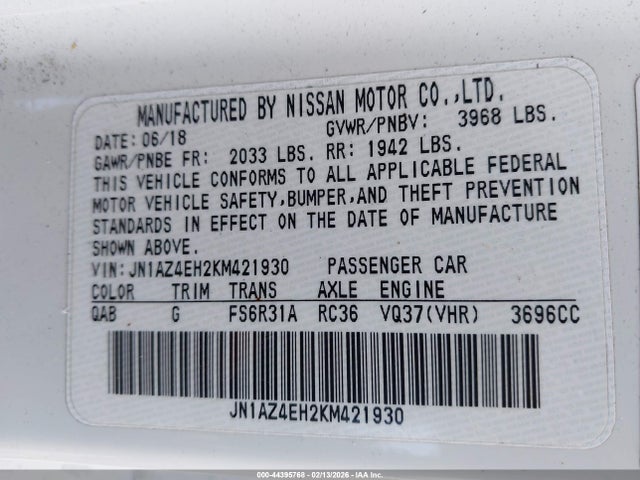 MANUFACTURED BY NISSAN MOTOR CO.,LTD.
DATE: 06/18 GVWR/PNBV: 3968 LBS.
GAWR/PNBE FR: 2033 LBS. RR: 1942 LBS.
THIS VEHICLE CONFORMS TO ALL APPLICABLE FEDERAL
MOTOR VEHICLE SAFETY,BUMPER,AND THEFT PREVENTION
STANDARDS IN EFFECT ON THE DATE OF MANUFACTURE
SHOWN ABOVE.
VIN:JN1AZ4EH2KM421930 PASSENGER CAR
COLOR TRIM TRANS AXLE ENGINE
QAB G FS6R31A RC36 VQ37(VHR) 3696CC
JN1AZ4EH2KM421930
000-44395768 - 02/13/2026 - IAA Inc.